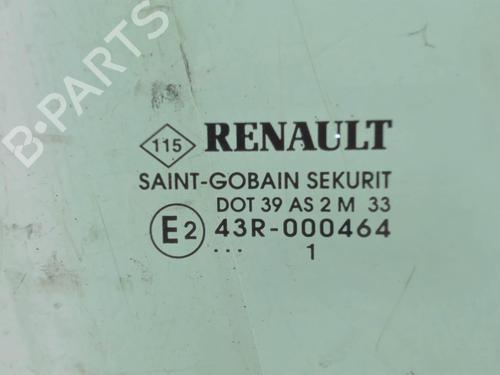 B-PARTS
115 RENAULT
SAINT-GOBAIN SEKURIT
DOT 39 AS 2 M 33
E2 43R-000464
... 1